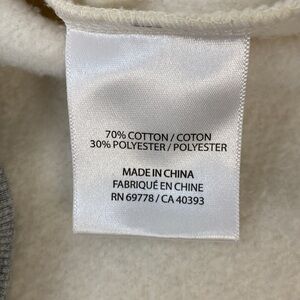 70% COTTON / COTON
30% POLYESTER / POLYESTER
MADE IN CHINA
FABRIQUÉ EN CHINE
RN 69778 / CA 40393